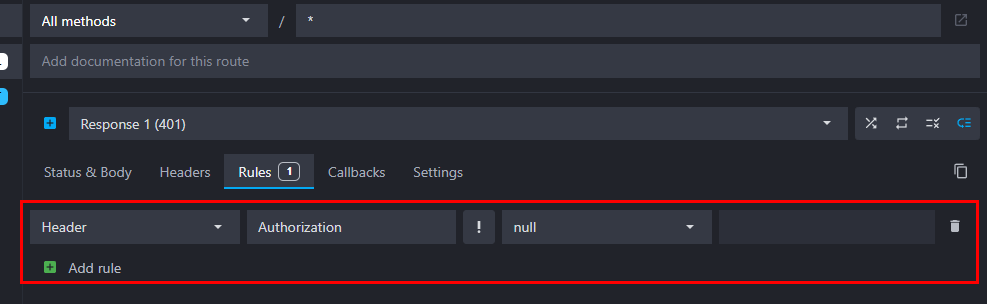 All methods / *
Add documentation for this route
Response 1 (401)
Status & Body Headers Rules 1 Callbacks Settings
Header Authorization ! null
Add rule